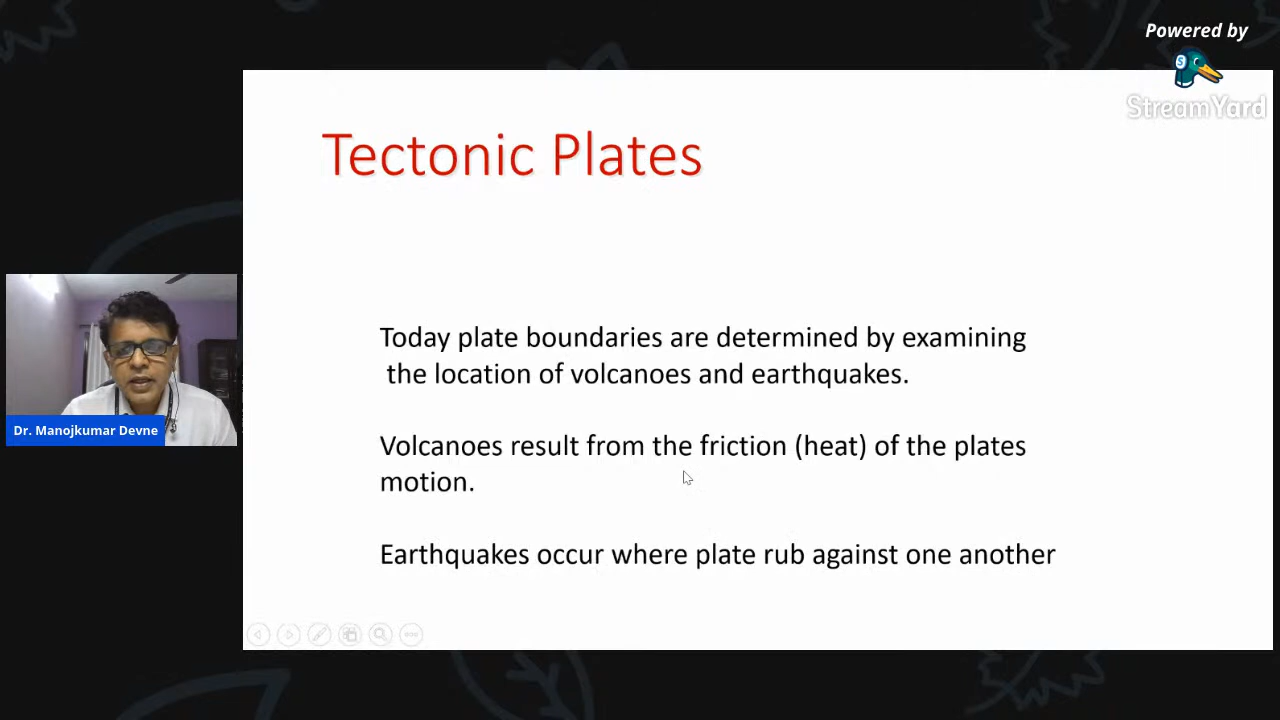 Powered by
StreamYard
Tectonic Plates
Today plate boundaries are determined by examining
the location of volcanoes and earthquakes.
Volcanoes result from the friction (heat) of the plates
motion.
Earthquakes occur where plate rub against one another
Dr. Manojkumar Devne